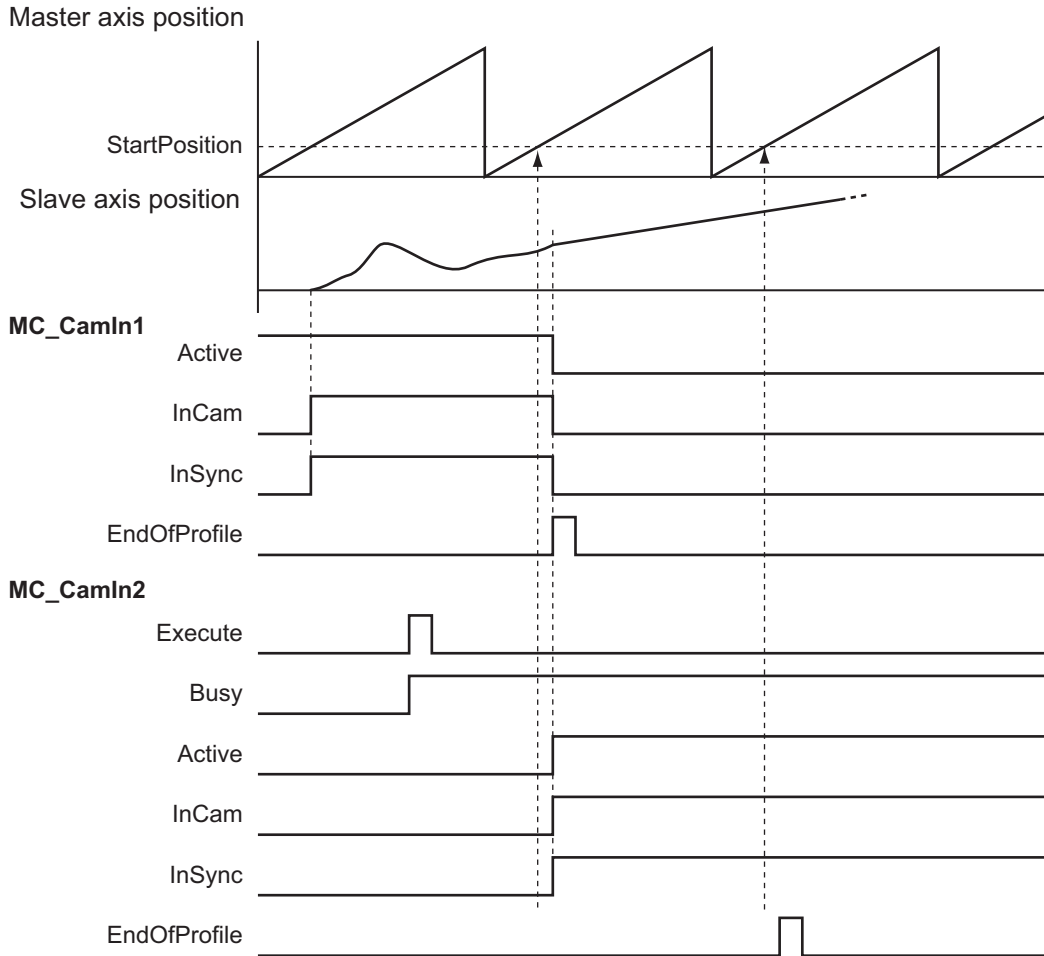 Master axis position
StartPosition
Slave axis position
MC_CamIn1
Active
InCam
InSync
EndOfProfile
MC_CamIn2
Execute
Busy
Active
InCam
InSync
EndOfProfile